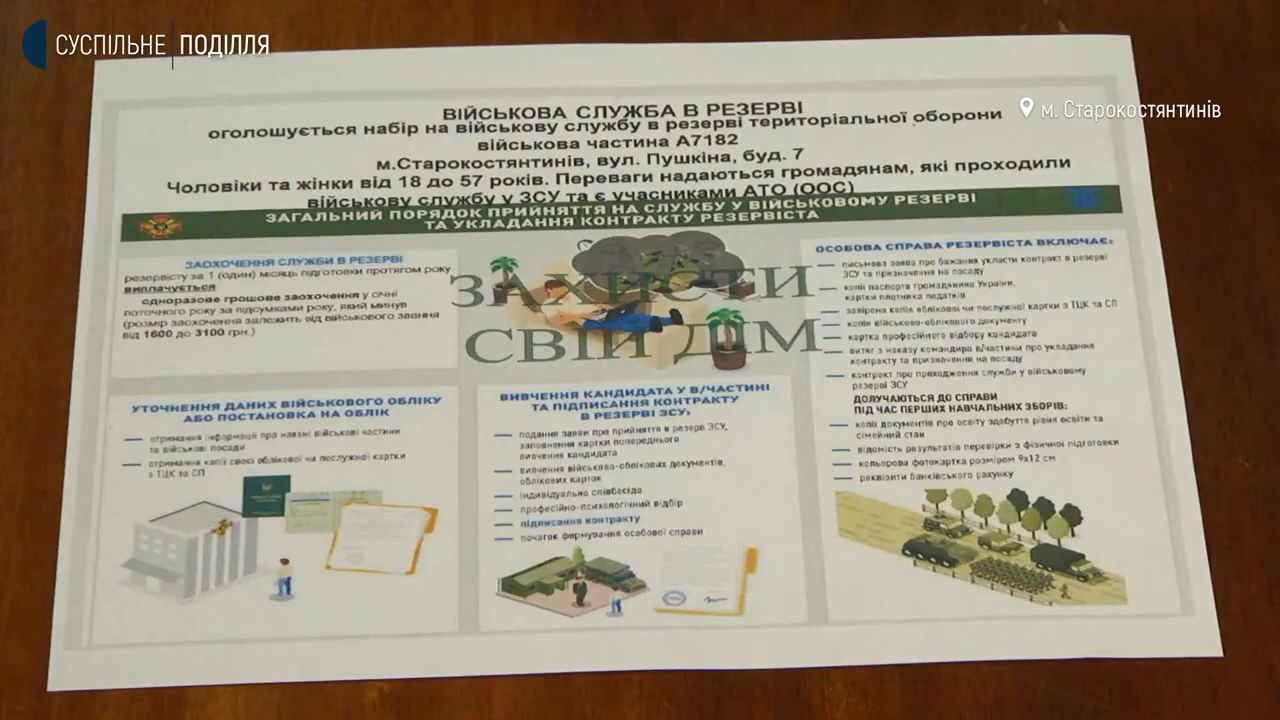 СУСПІЛЬНЕ ПОДІЛЛЯ
м. Старокостянтинів
ВІЙСЬКОВА СЛУЖБА В РЕЗЕРВІ
оголошується набір на військову службу в резерві територіальної оборони
військова частина А7182
м.Старокостянтинів, вул. Пушкіна, буд. 7
Чоловіки та жінки від 18 до 57 років. Переваги надаються громадянам, які проходили
військову службу у ЗСУ та є учасниками АТО (ООС)
ЗАГАЛЬНИЙ ПОРЯДОК ПРИЙНЯТТЯ НА СЛУЖБУ У ВІЙСЬКОВОМУ РЕЗЕРВІ
ТА УКЛАДАННЯ КОНТРАКТУ РЕЗЕРВІСТА
ЗАОХОЧЕННЯ СЛУЖБИ В РЕЗЕРВІ
резервісту за 1 (один) місяць підготовки протягом року
виплачується
одноразове грошове заохочення у січні
поточного року за підсумками року, який минув
(розмір заохочення залежить від військового звання
від 1600 до 3100 грн.)
ЗАХИСТИ
СВІЙ ДІМ
УТОЧНЕННЯ ДАНИХ ВІЙСЬКОВОГО ОБЛІКУ
АБО ПОСТАНОВКА НА ОБЛІК
отримання інформації про наявні військові частини
та військові посади
отримання копії своєї облікової чи послужної картки
з ТЦК та СП
ВИВЧЕННЯ КАНДИДАТА У В/ЧАСТИНІ
ТА ПІДПИСАННЯ КОНТРАКТУ
В РЕЗЕРВІ ЗСУ:
подання заяви про прийняття в резерв ЗСУ,
заповнення картки попереднього
вивчення кандидата
вивчення військово-облікових документів,
облікових карток
індивідуальна співбесіда
професійно-психологічний відбір
підписання контракту
початок формування особової справи
ОСОБОВА СПРАВА РЕЗЕРВІСТА ВКЛЮЧАЄ:
письмова заява про бажання укласти контракт в резерві
ЗСУ та призначення на посаду
копії паспорта громадянина України,
картки платника податків
завірена копія облікової чи послужної картки з ТЦК та СП
копія військово-облікового документу
картка професійного відбору кандидата
витяг з наказу командира в/частини про укладання
контракту та призначення на посаду
контракт про проходження служби у військовому
резерві ЗСУ
ДОЛУЧАЮТЬСЯ ДО СПРАВИ
ПІД ЧАС ПЕРШИХ НАВЧАЛЬНИХ ЗБОРІВ:
копії документів про освіту здобуття рівня освіти та
сімейний стан
відомість результатів перевірки з фізичної підготовки
кольорова фотокартка розміром 9х12 см
реквізити банківського рахунку